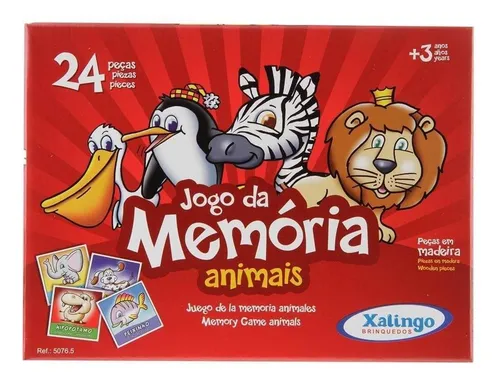 24 peças
piezas
pieces
+3 anos
años
years
Jogo da
Memória
animais
Peças em
madeira
Piezas en madera
Wooden pieces
Juego de la memoria animales
Memory Game animals
HIPOPÓTAMO
PEIXINHO
Xalingo
BRINQUEDOS
Ref.: 5076.5